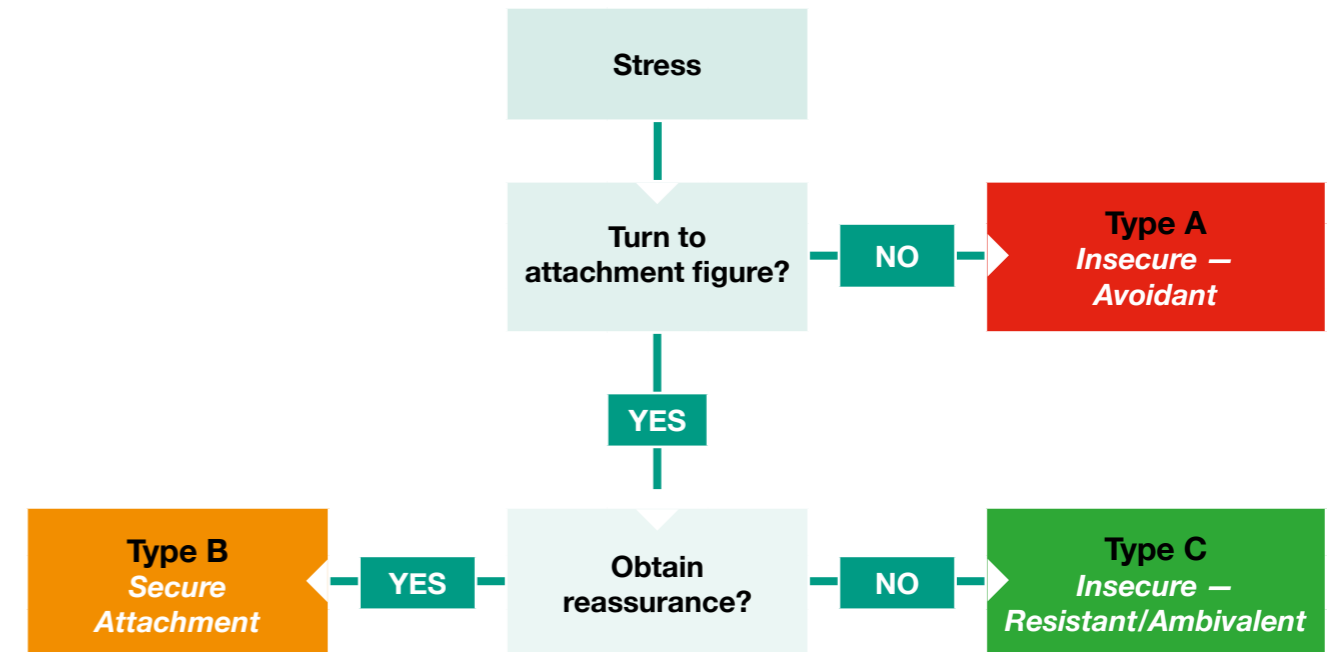 Stress
Turn to
attachment figure?
NO
Type A
Insecure —
Avoidant
YES
Type B
Secure
Attachment
YES
Obtain
reassurance?
NO
Type C
Insecure —
Resistant/Ambivalent